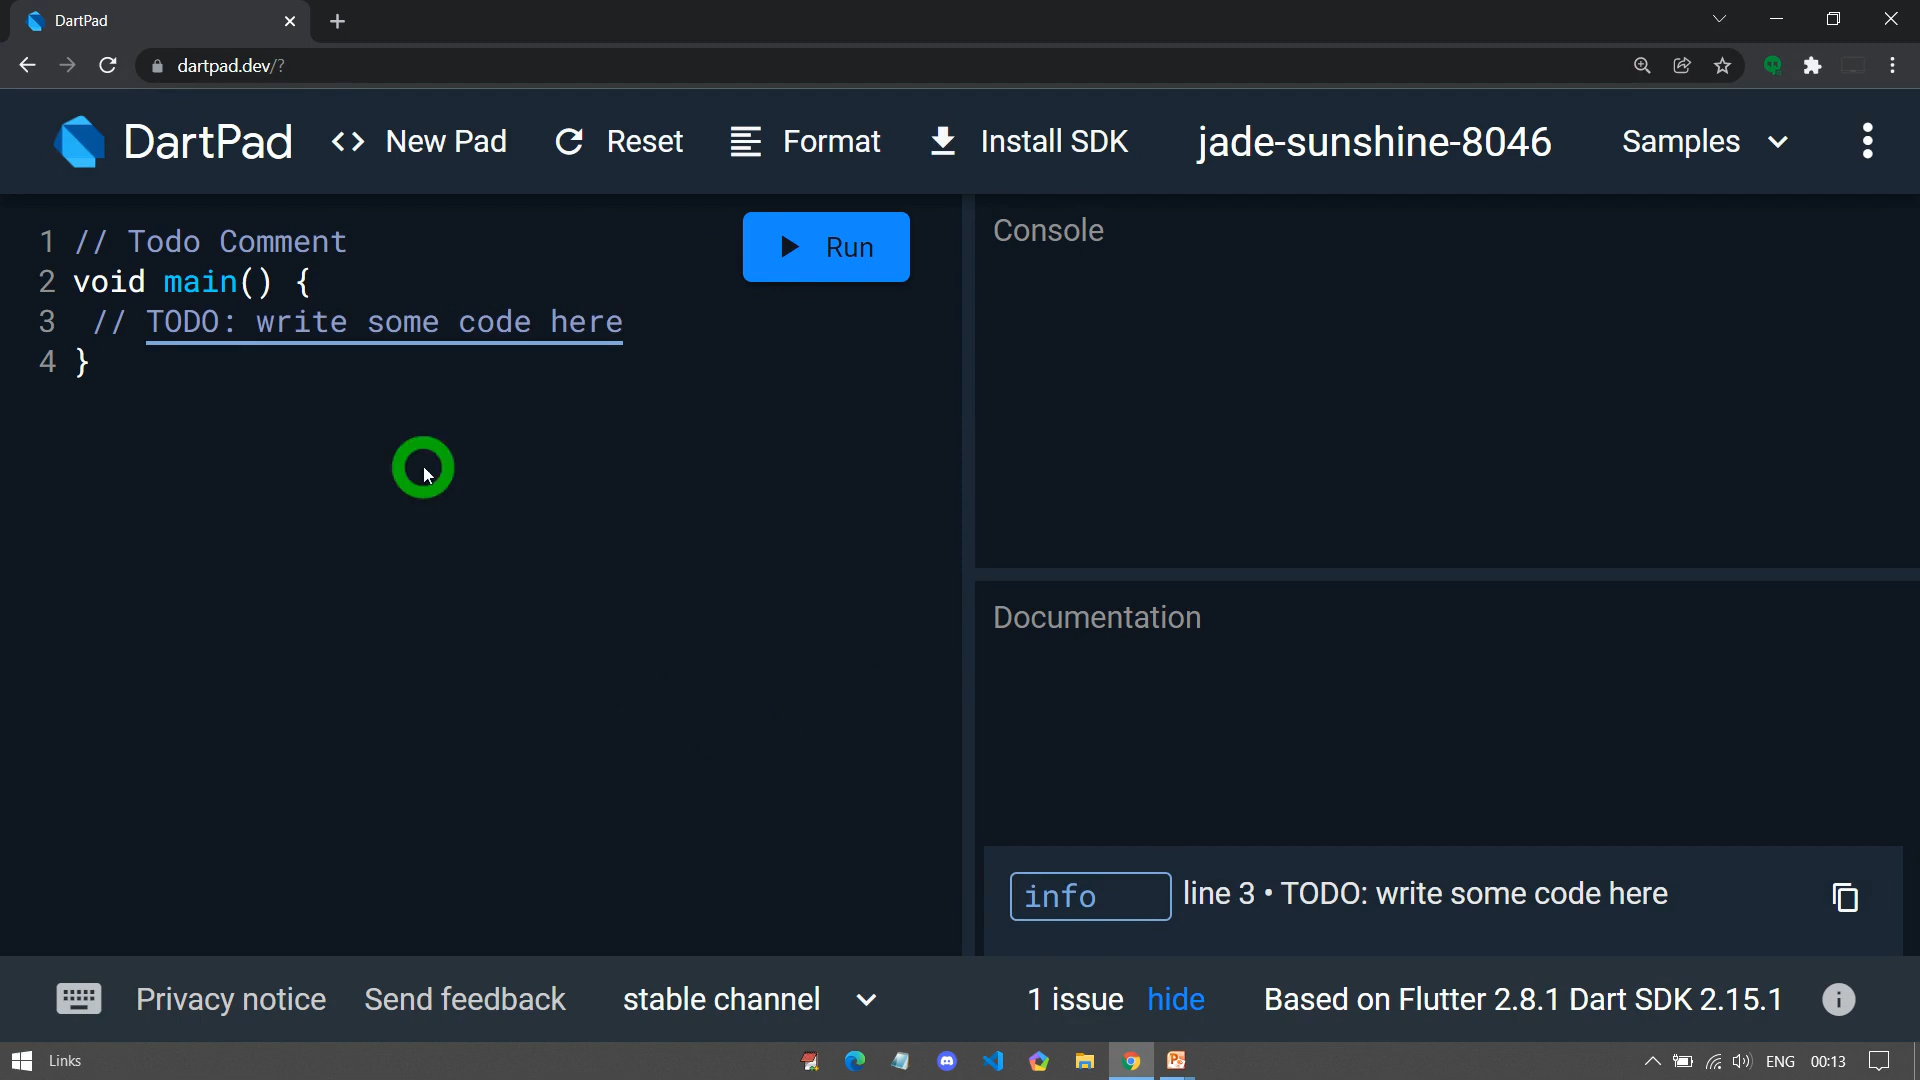 DartPad
dartpad.dev/?
DartPad
<> New Pad
Reset
Format
Install SDK
jade-sunshine-8046
Samples
1 // Todo Comment
2 void main() {
3 // TODO: write some code here
4 }
Run
Console
Documentation
info
line 3 • TODO: write some code here
Privacy notice
Send feedback
stable channel
1 issue
hide
Based on Flutter 2.8.1 Dart SDK 2.15.1
Links
ENG
00:13